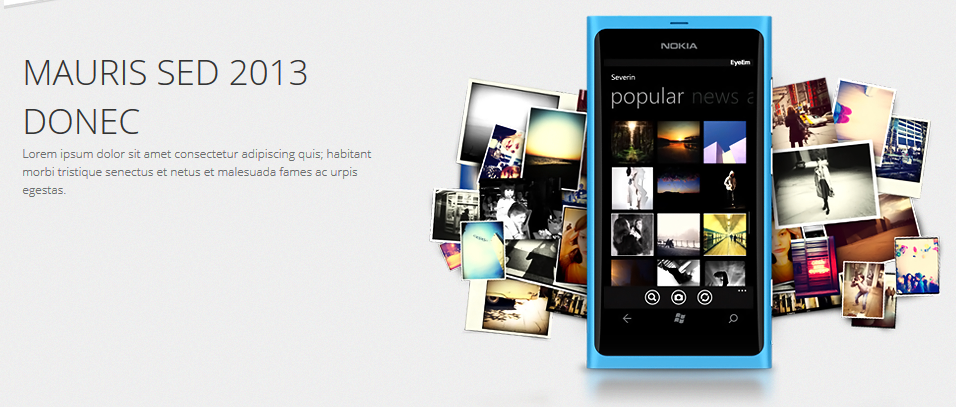 MAURIS SED 2013
DONEC
Lorem ipsum dolor sit amet consectetur adipiscing quis; habitant
morbi tristique senectus et netus et malesuada fames ac urpis
egestas.
NOKIA
EyeEm
Severin
popular news a